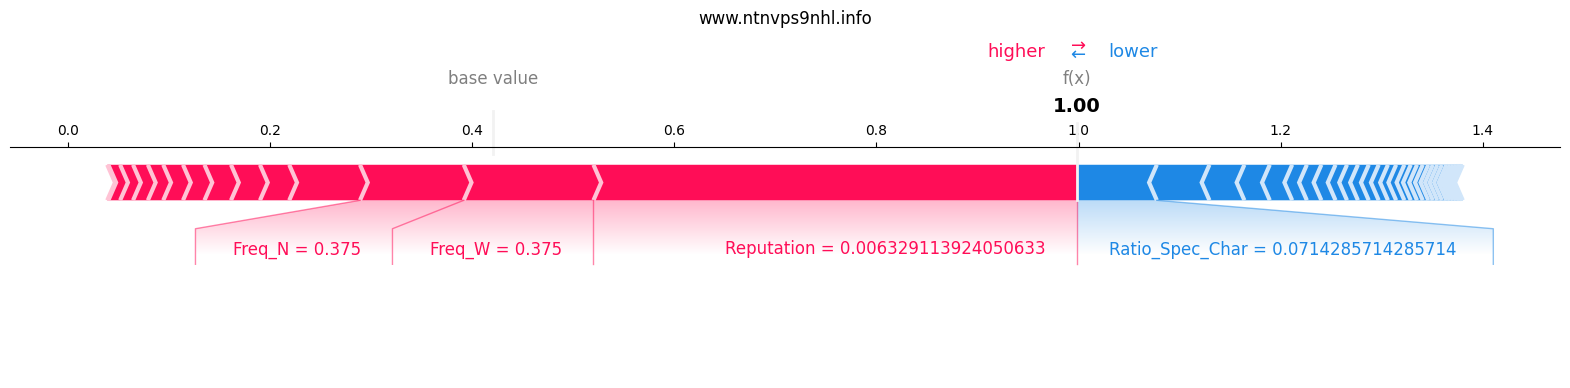 www.ntnvps9nhl.info
higher ⇄ lower
base value f(x)
1.00
0.0 0.2 0.4 0.6 0.8 1.0 1.2 1.4
Freq_N = 0.375 Freq_W = 0.375 Reputation = 0.006329113924050633 Ratio_Spec_Char = 0.0714285714285714